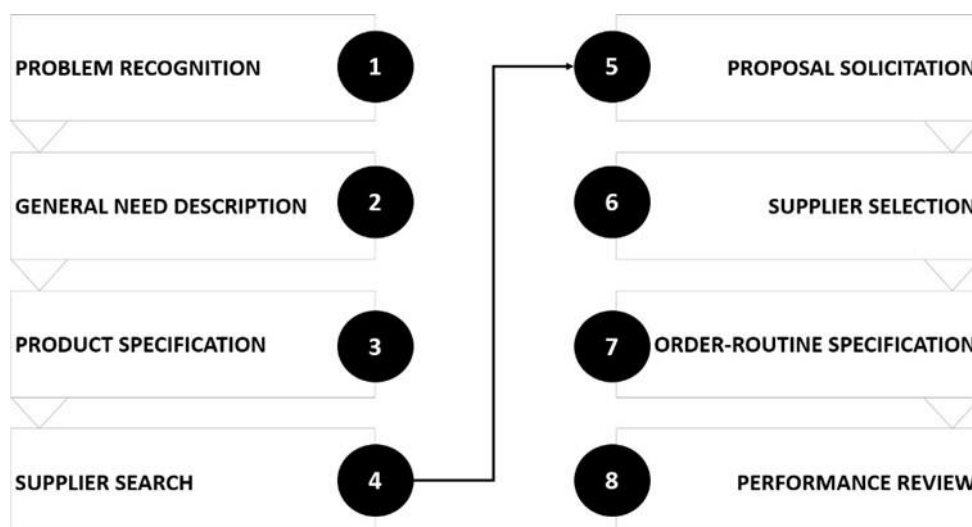 PROBLEM RECOGNITION 1
GENERAL NEED DESCRIPTION 2
PRODUCT SPECIFICATION 3
SUPPLIER SEARCH 4
5 PROPOSAL SOLICITATION
6 SUPPLIER SELECTION
7 ORDER-ROUTINE SPECIFICATION
8 PERFORMANCE REVIEW